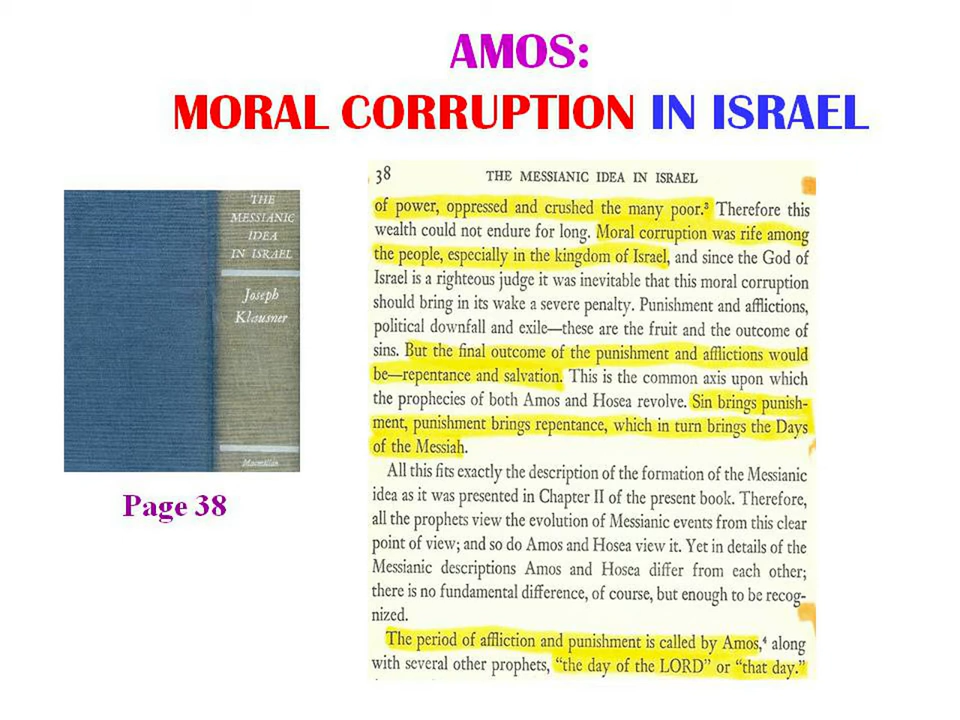 AMOS:
MORAL CORRUPTION IN ISRAEL
THE
MESSIANIC
IDEA
IN ISRAEL
Joseph
Klausner
Macmillan
Page 38
38 THE MESSIANIC IDEA IN ISRAEL
of power, oppressed and crushed the many poor.³ Therefore this
wealth could not endure for long. Moral corruption was rife among
the people, especially in the kingdom of Israel, and since the God of
Israel is a righteous judge it was inevitable that this moral corruption
should bring in its wake a severe penalty. Punishment and afflictions,
political downfall and exile—these are the fruit and the outcome of
sins. But the final outcome of the punishment and afflictions would
be—repentance and salvation. This is the common axis upon which
the prophecies of both Amos and Hosea revolve. Sin brings punish-
ment, punishment brings repentance, which in turn brings the Days
of the Messiah.
All this fits exactly the description of the formation of the Messianic
idea as it was presented in Chapter II of the present book. Therefore,
all the prophets view the evolution of Messianic events from this clear
point of view; and so do Amos and Hosea view it. Yet in details of the
Messianic descriptions Amos and Hosea differ from each other;
there is no fundamental difference, of course, but enough to be recog-
nized.
The period of affliction and punishment is called by Amos,⁴ along
with several other prophets, “the day of the LORD” or “that day.”